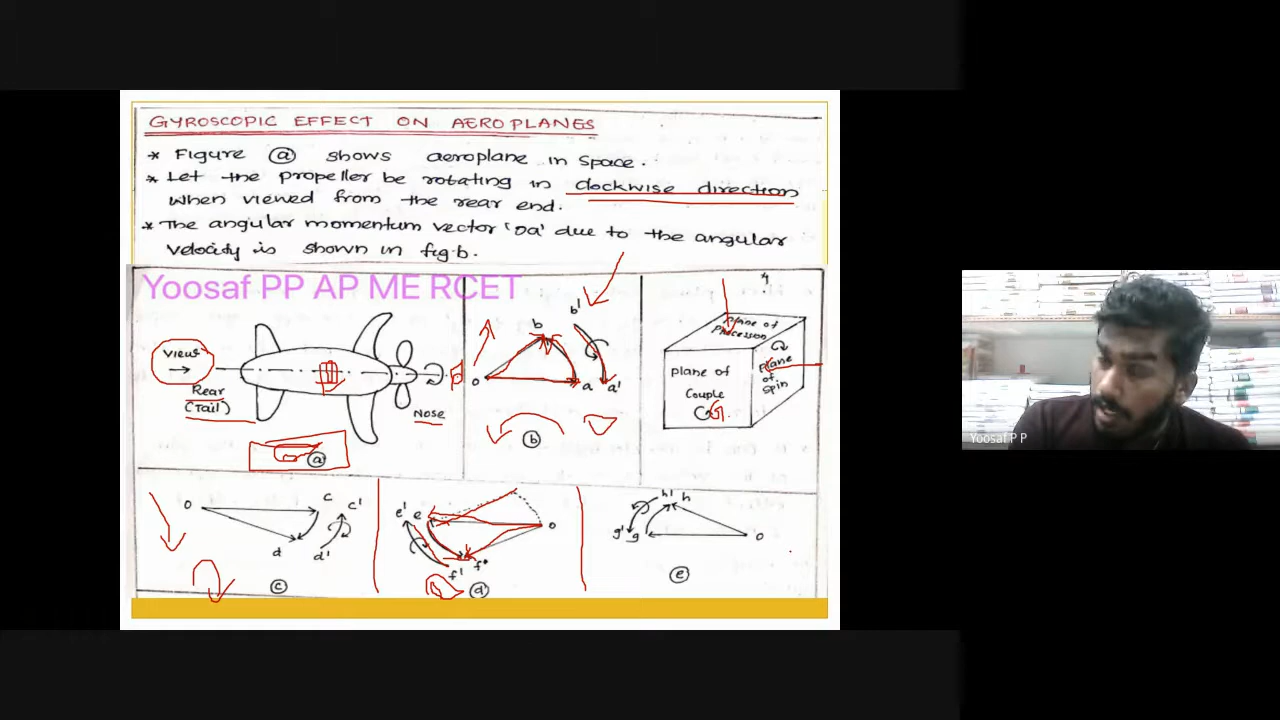 GYROSCOPIC EFFECT ON AEROPLANES
* Figure (a) shows aeroplane in space.
* Let the propeller be rotating in clockwise direction
when viewed from the rear end.
* The angular momentum vector 'oa' due to the angular
velocity is shown in fig.b.
Yoosaf PP AP ME RCET
View
Rear
(Tail)
Nose
a
o
b
a
b'
a'
b
Plane of
Precession
plane of
Couple
Plane
of
Spin
o
c
d
c'
d'
c
e'
e
o
f'
f
d
h'
h
g'
g
o
e
Yoosaf P P